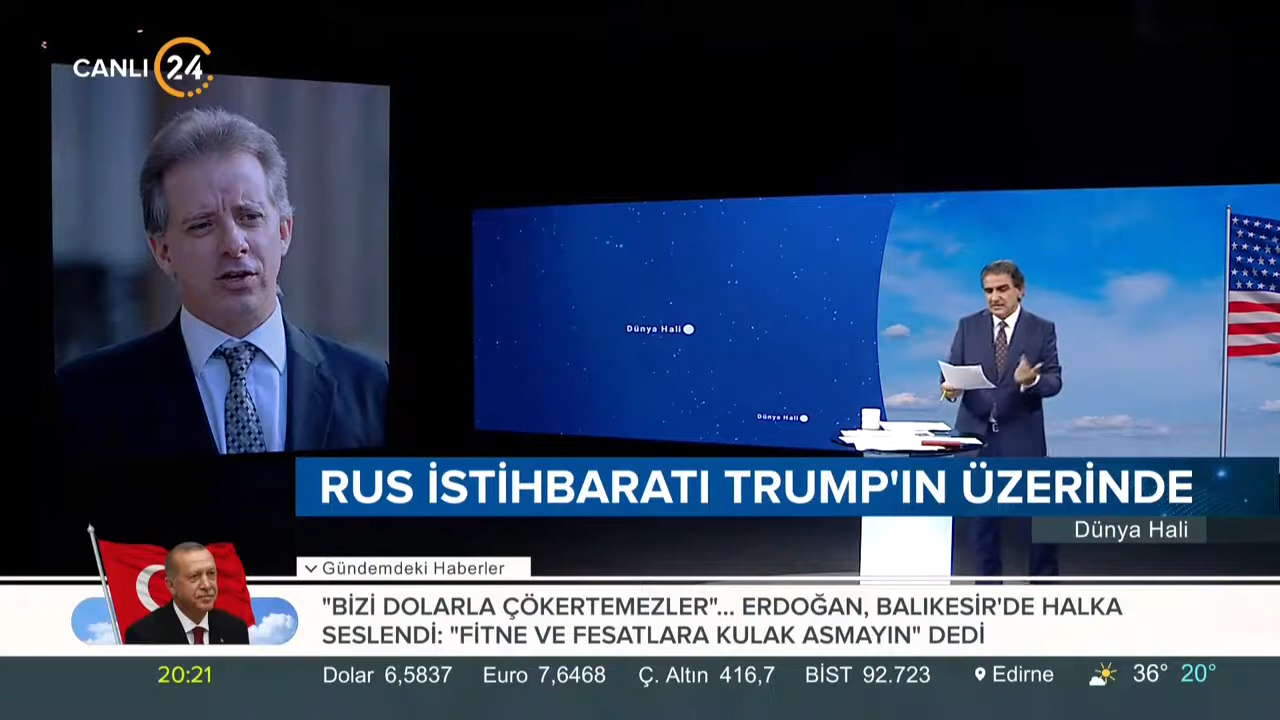 CANLI 24
Dünya Hali
Dünya Hali
RUS İSTİHBARATI TRUMP'IN ÜZERİNDE
Dünya Hali
Gündemdeki Haberler
"BİZİ DOLARLA ÇÖKERTEMEZLER"... ERDOĞAN, BALIKESİR'DE HALKA
SESLENDİ: "FİTNE VE FESATLARA KULAK ASMAYIN" DEDİ
20:21 Dolar 6,5837 Euro 7,6468 Ç. Altın 416,7 BİST 92.723 Edirne 36° 20°